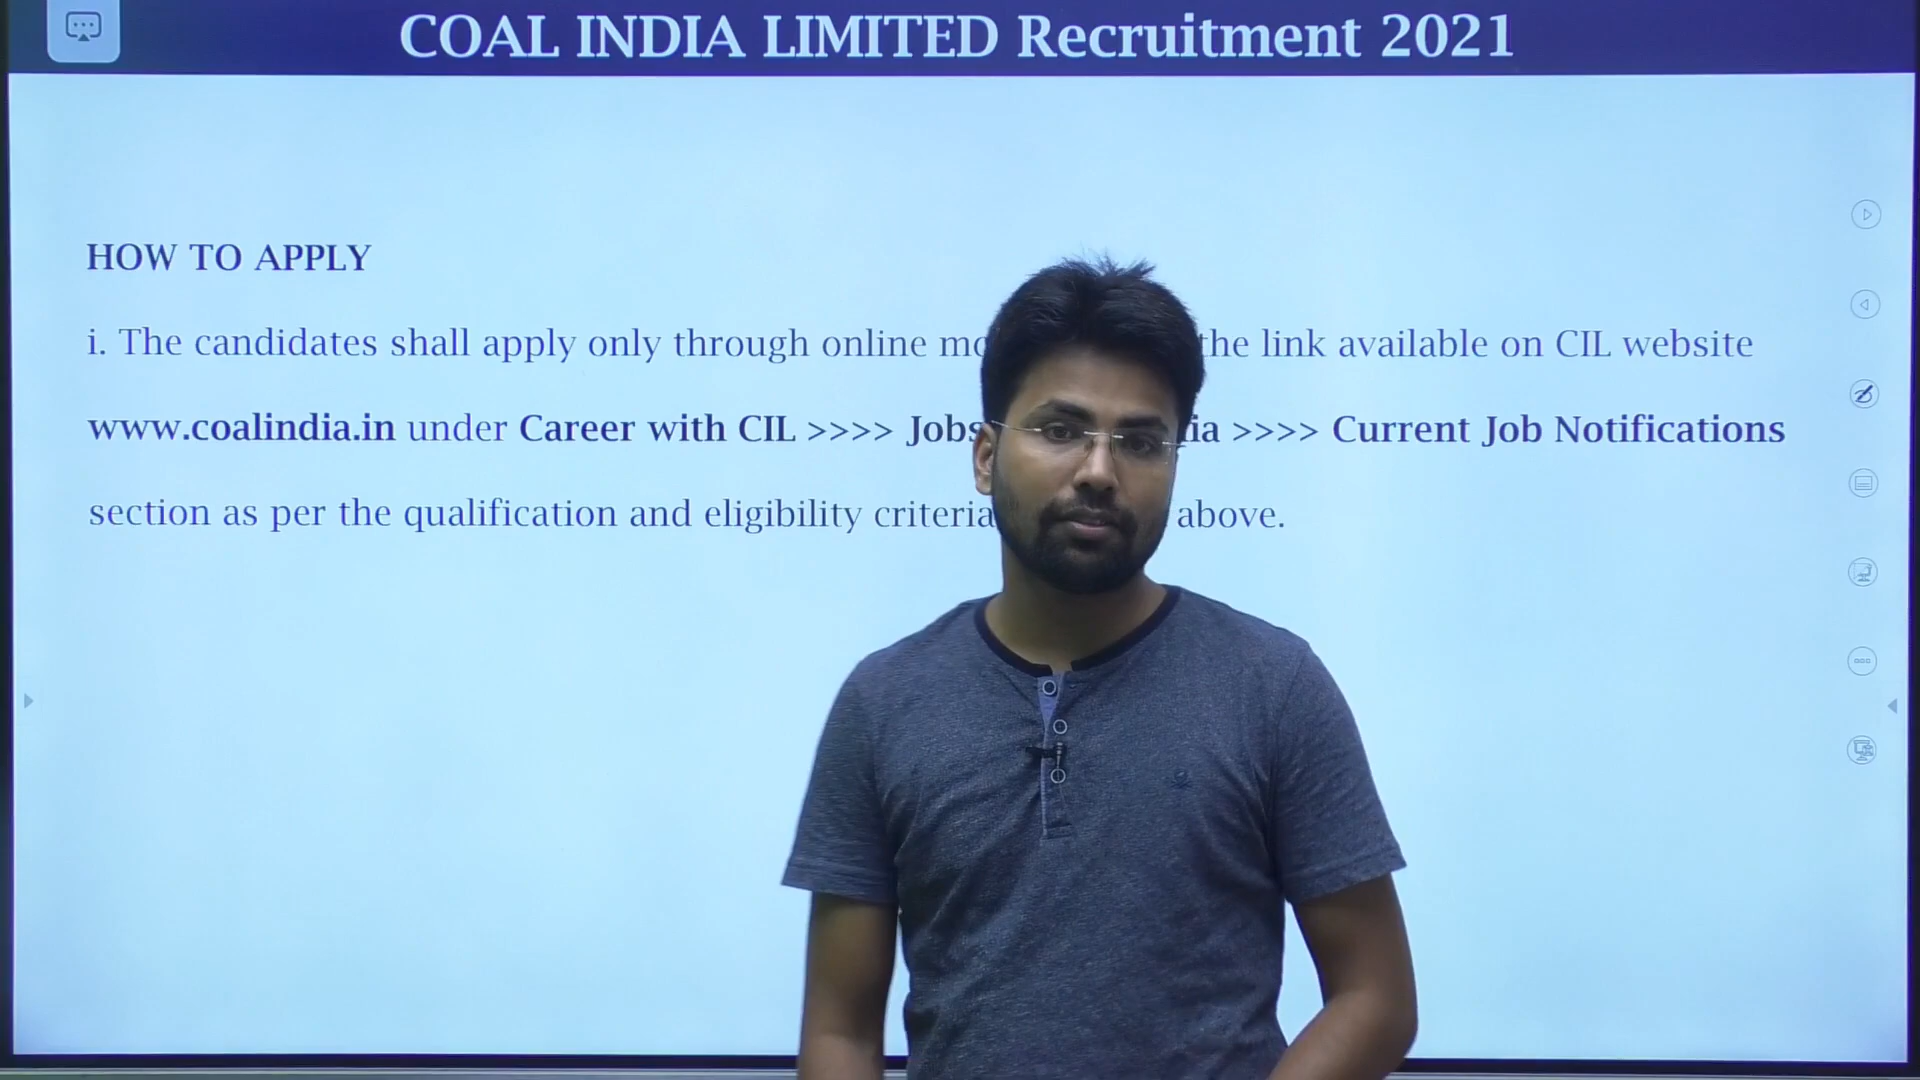 COAL INDIA LIMITED Recruitment 2021
HOW TO APPLY
i. The candidates shall apply only through online the link available on CIL website
www.coalindia.in under Career with CIL >>>> Jobs >>>> Current Job Notifications
section as per the qualification and eligibility criteria above.